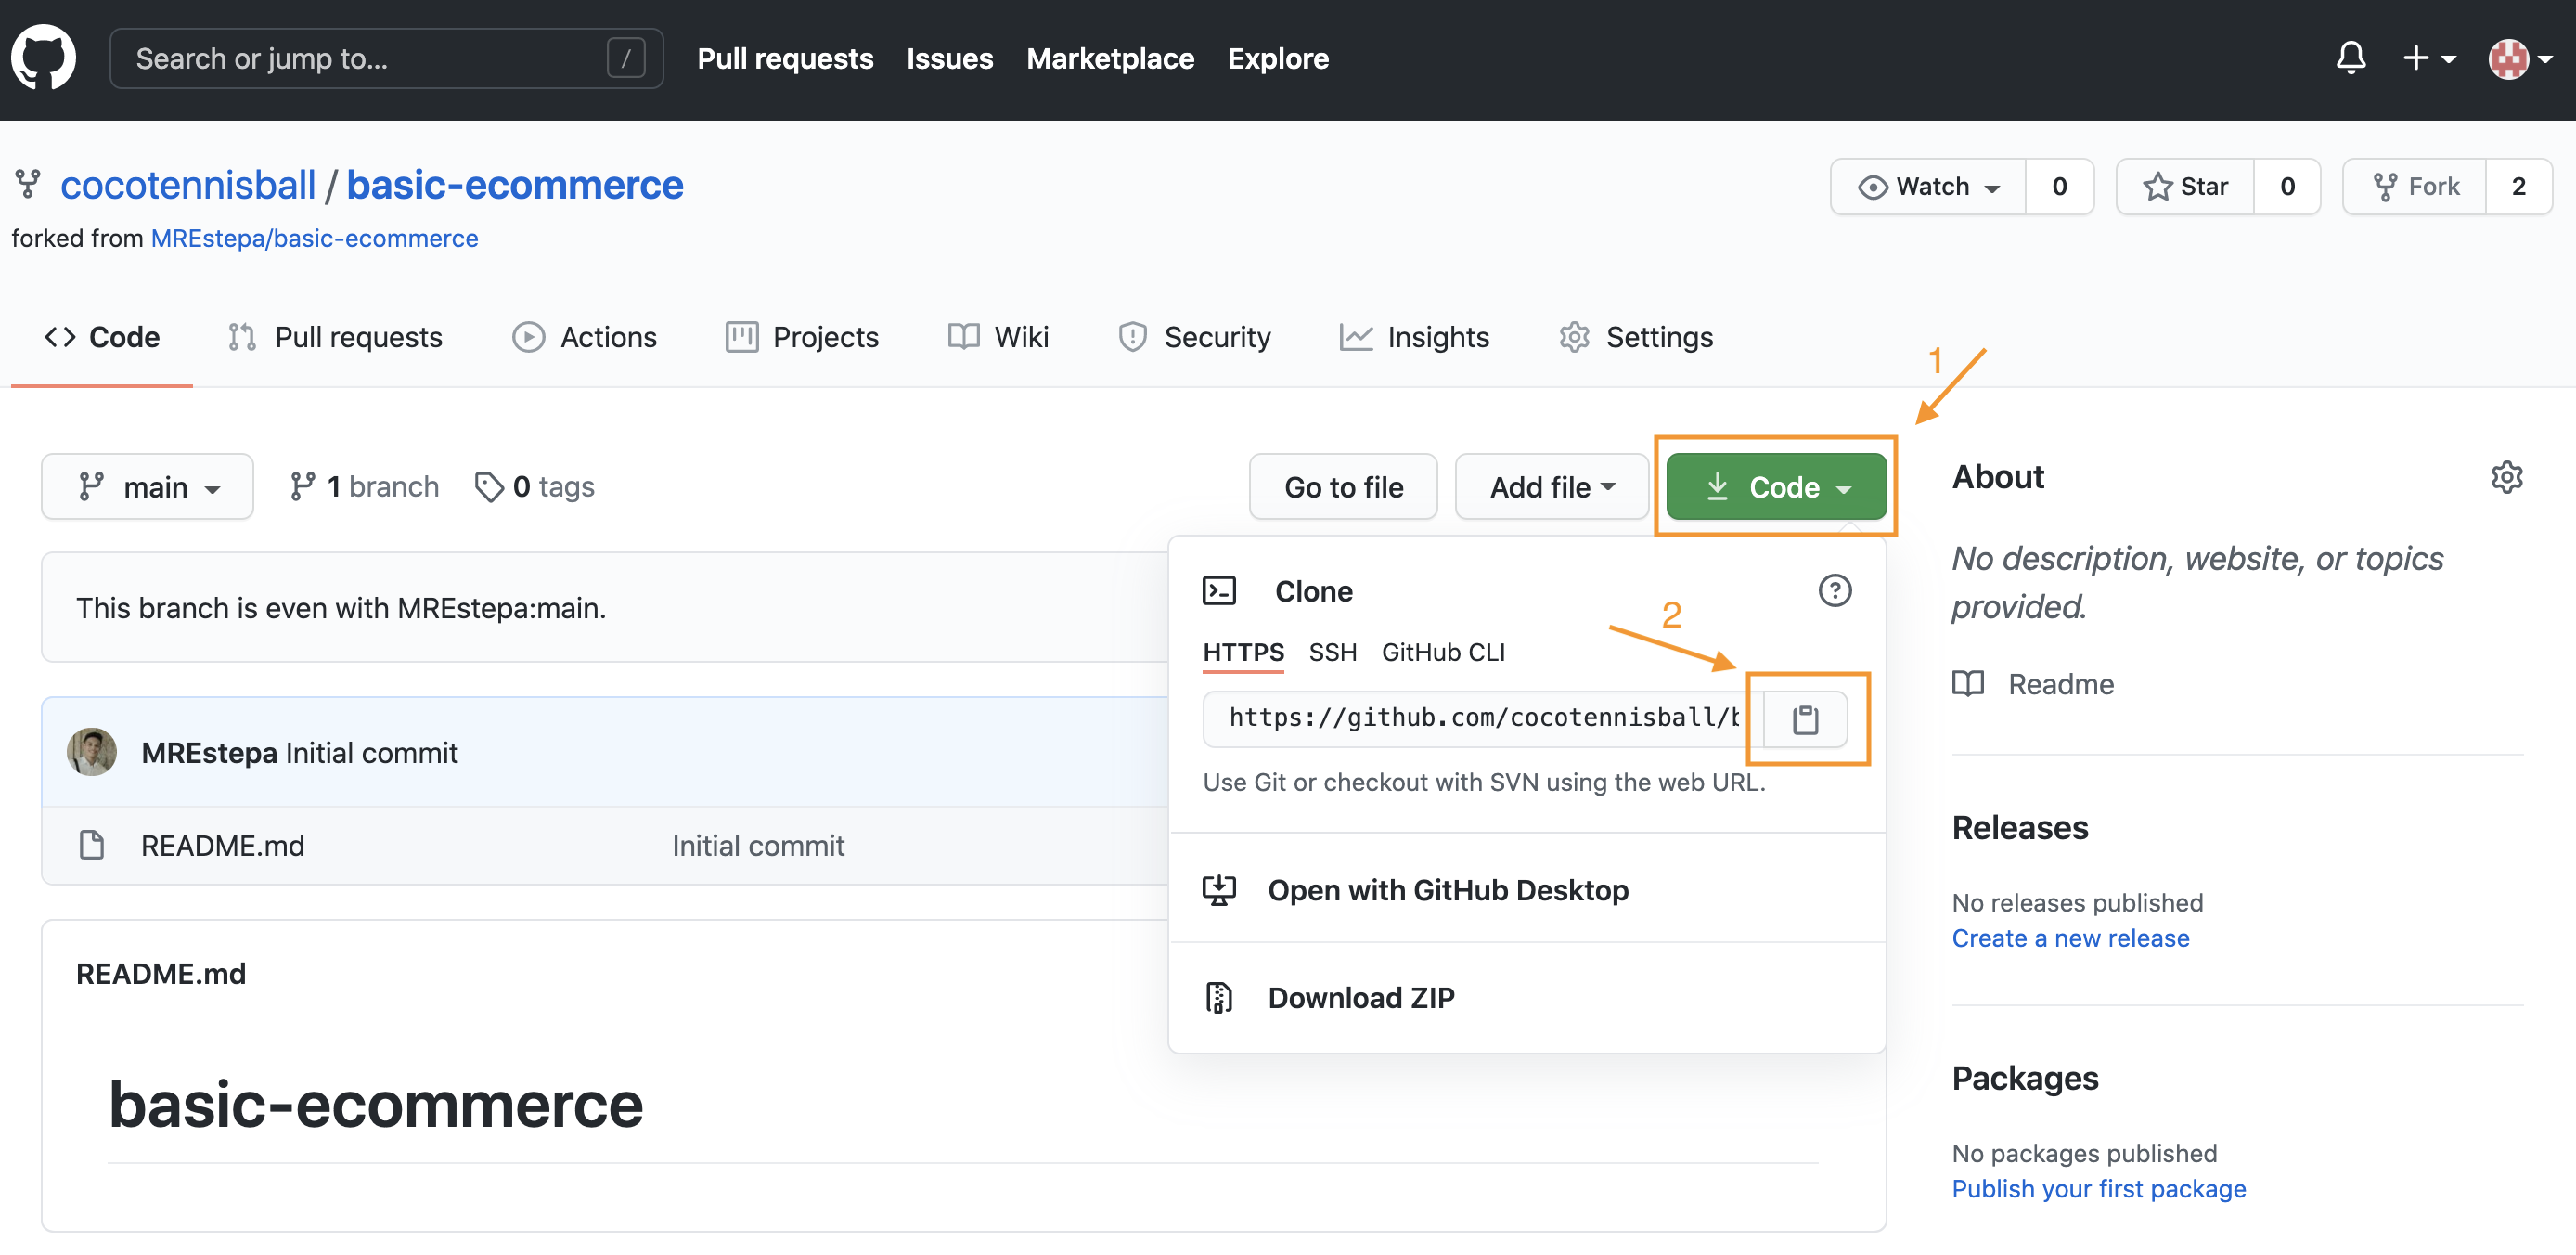 Search or jump to... /
Pull requests Issues Marketplace Explore
cocotennisball / basic-ecommerce
Watch 0 Star 0 Fork 2
forked from MREstepa/basic-ecommerce
Code Pull requests Actions Projects Wiki Security Insights Settings
1
main 1 branch 0 tags Go to file Add file Code
This branch is even with MREstepa:main.
MREstepa Initial commit
README.md Initial commit
README.md
basic-ecommerce
Clone
2
HTTPS SSH GitHub CLI
https://github.com/cocotennisball/b
Use Git or checkout with SVN using the web URL.
Open with GitHub Desktop
Download ZIP
About
No description, website, or topics
provided.
Readme
Releases
No releases published
Create a new release
Packages
No packages published
Publish your first package